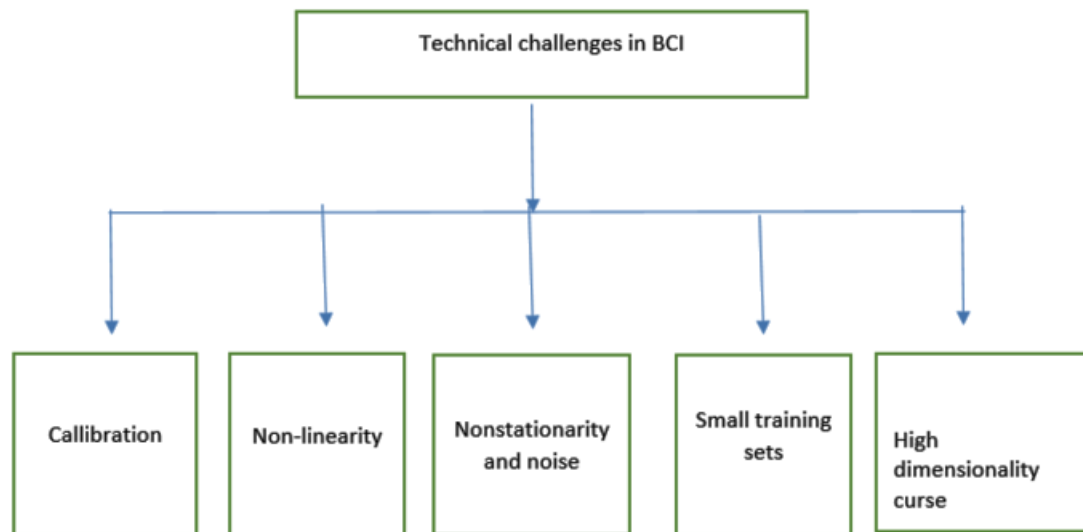 Technical challenges in BCI
Callibration
Non-linearity
Nonstationarity
and noise
Small training
sets
High
dimensionality
curse